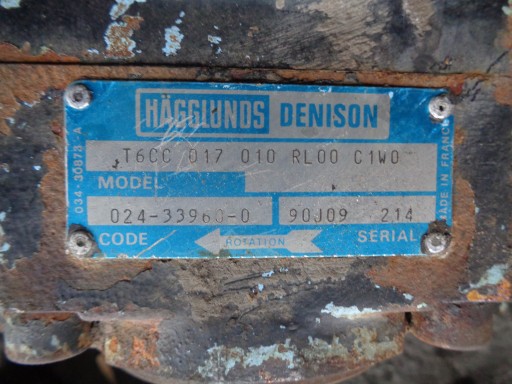 HÄGGLUNDS DENISON
T6CC 017 010 RL00 C1W0
MODEL
024-33960-0 90J09 214
CODE ROTATION SERIAL
034-30873-A
MADE IN FRANCE